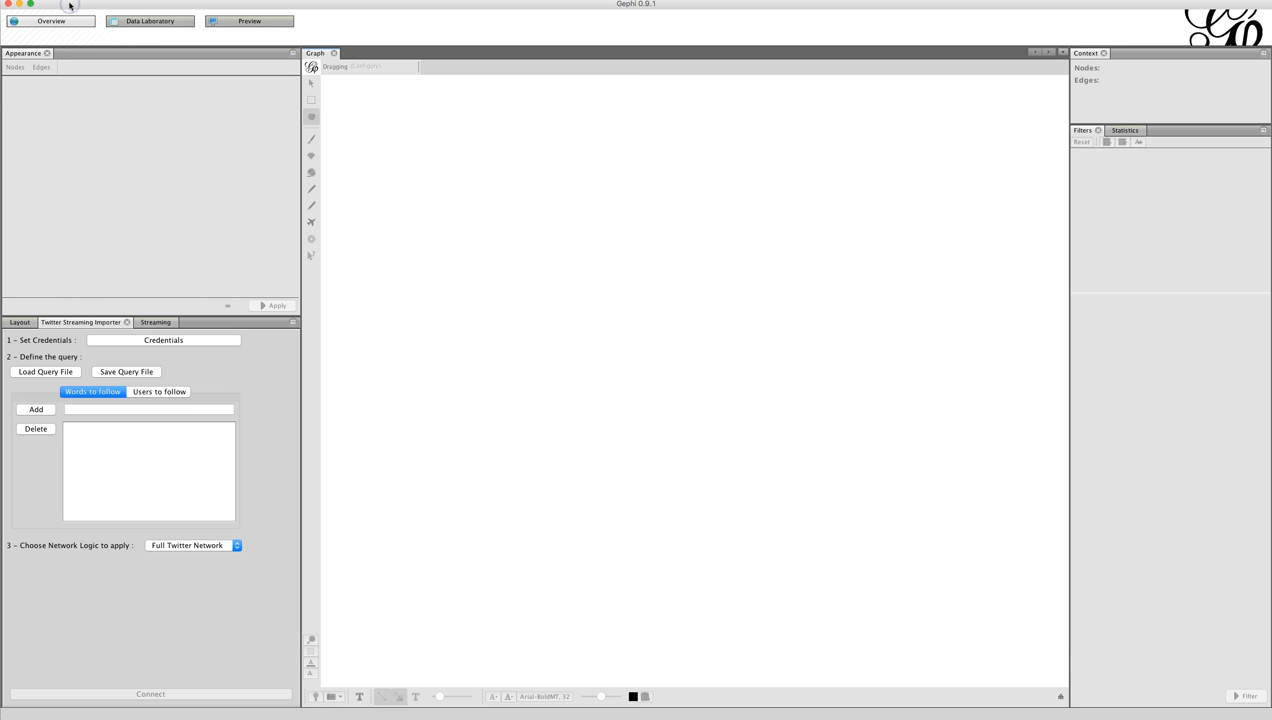 Gephi 0.9.1
Overview
Data Laboratory
Preview
Appearance
Nodes Edges
Apply
Layout Twitter Streaming Importer Streaming
1 - Set Credentials : Credentials
2 - Define the query :
Load Query File Save Query File
Words to follow Users to follow
Add
Delete
3 - Choose Network Logic to apply : Full Twitter Network
Connect
Graph
Dragging (Configure)
T T A- A- Arial-BoldMT, 32
Context
Nodes:
Edges:
Filters Statistics
Reset
Filter